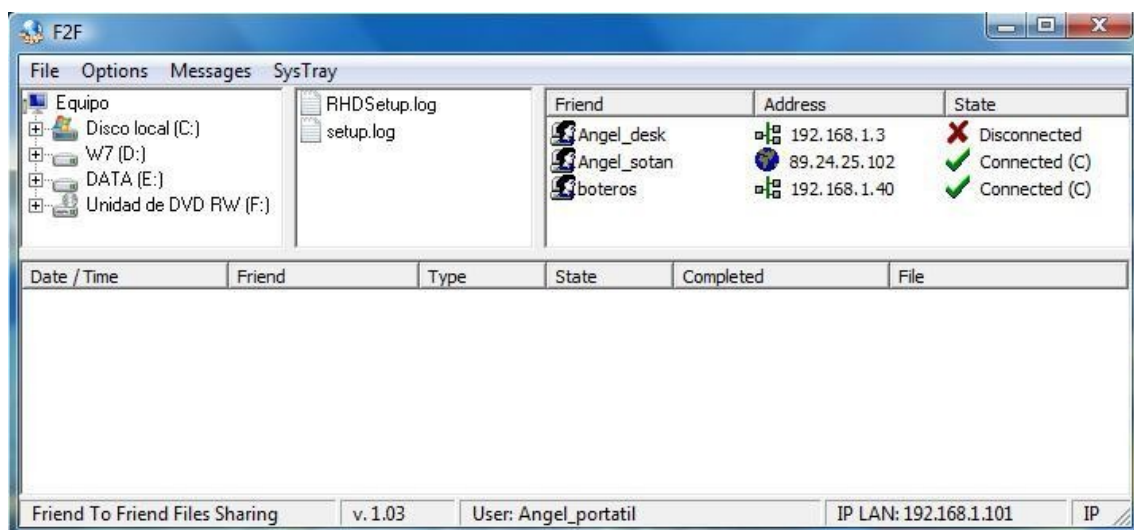 F2F
File Options Messages SysTray
Equipo
Disco local (C:)
W7 (D:)
DATA (E:)
Unidad de DVD RW (F:)
RHDSetup.log
setup.log
Friend Address State
Angel_desk 192.168.1.3 Disconnected
Angel_sotan 89.24.25.102 Connected (C)
boteros 192.168.1.40 Connected (C)
Date / Time Friend Type State Completed File
Friend To Friend Files Sharing v. 1.03 User: Angel_portatil IP LAN: 192.168.1.101 IP